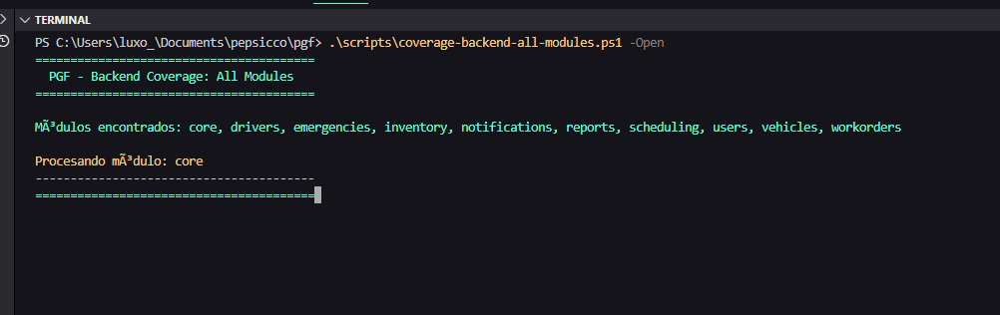 TERMINAL
PS C:\Users\luxo_\Documents\pepsicco\pgf> .\scripts\coverage-backend-all-modules.ps1 -Open
========================================
PGF - Backend Coverage: All Modules
========================================
MÃ³dulos encontrados: core, drivers, emergencies, inventory, notifications, reports, scheduling, users, vehicles, workorders
Procesando mÃ³dulo: core
----------------------------------------
========================================